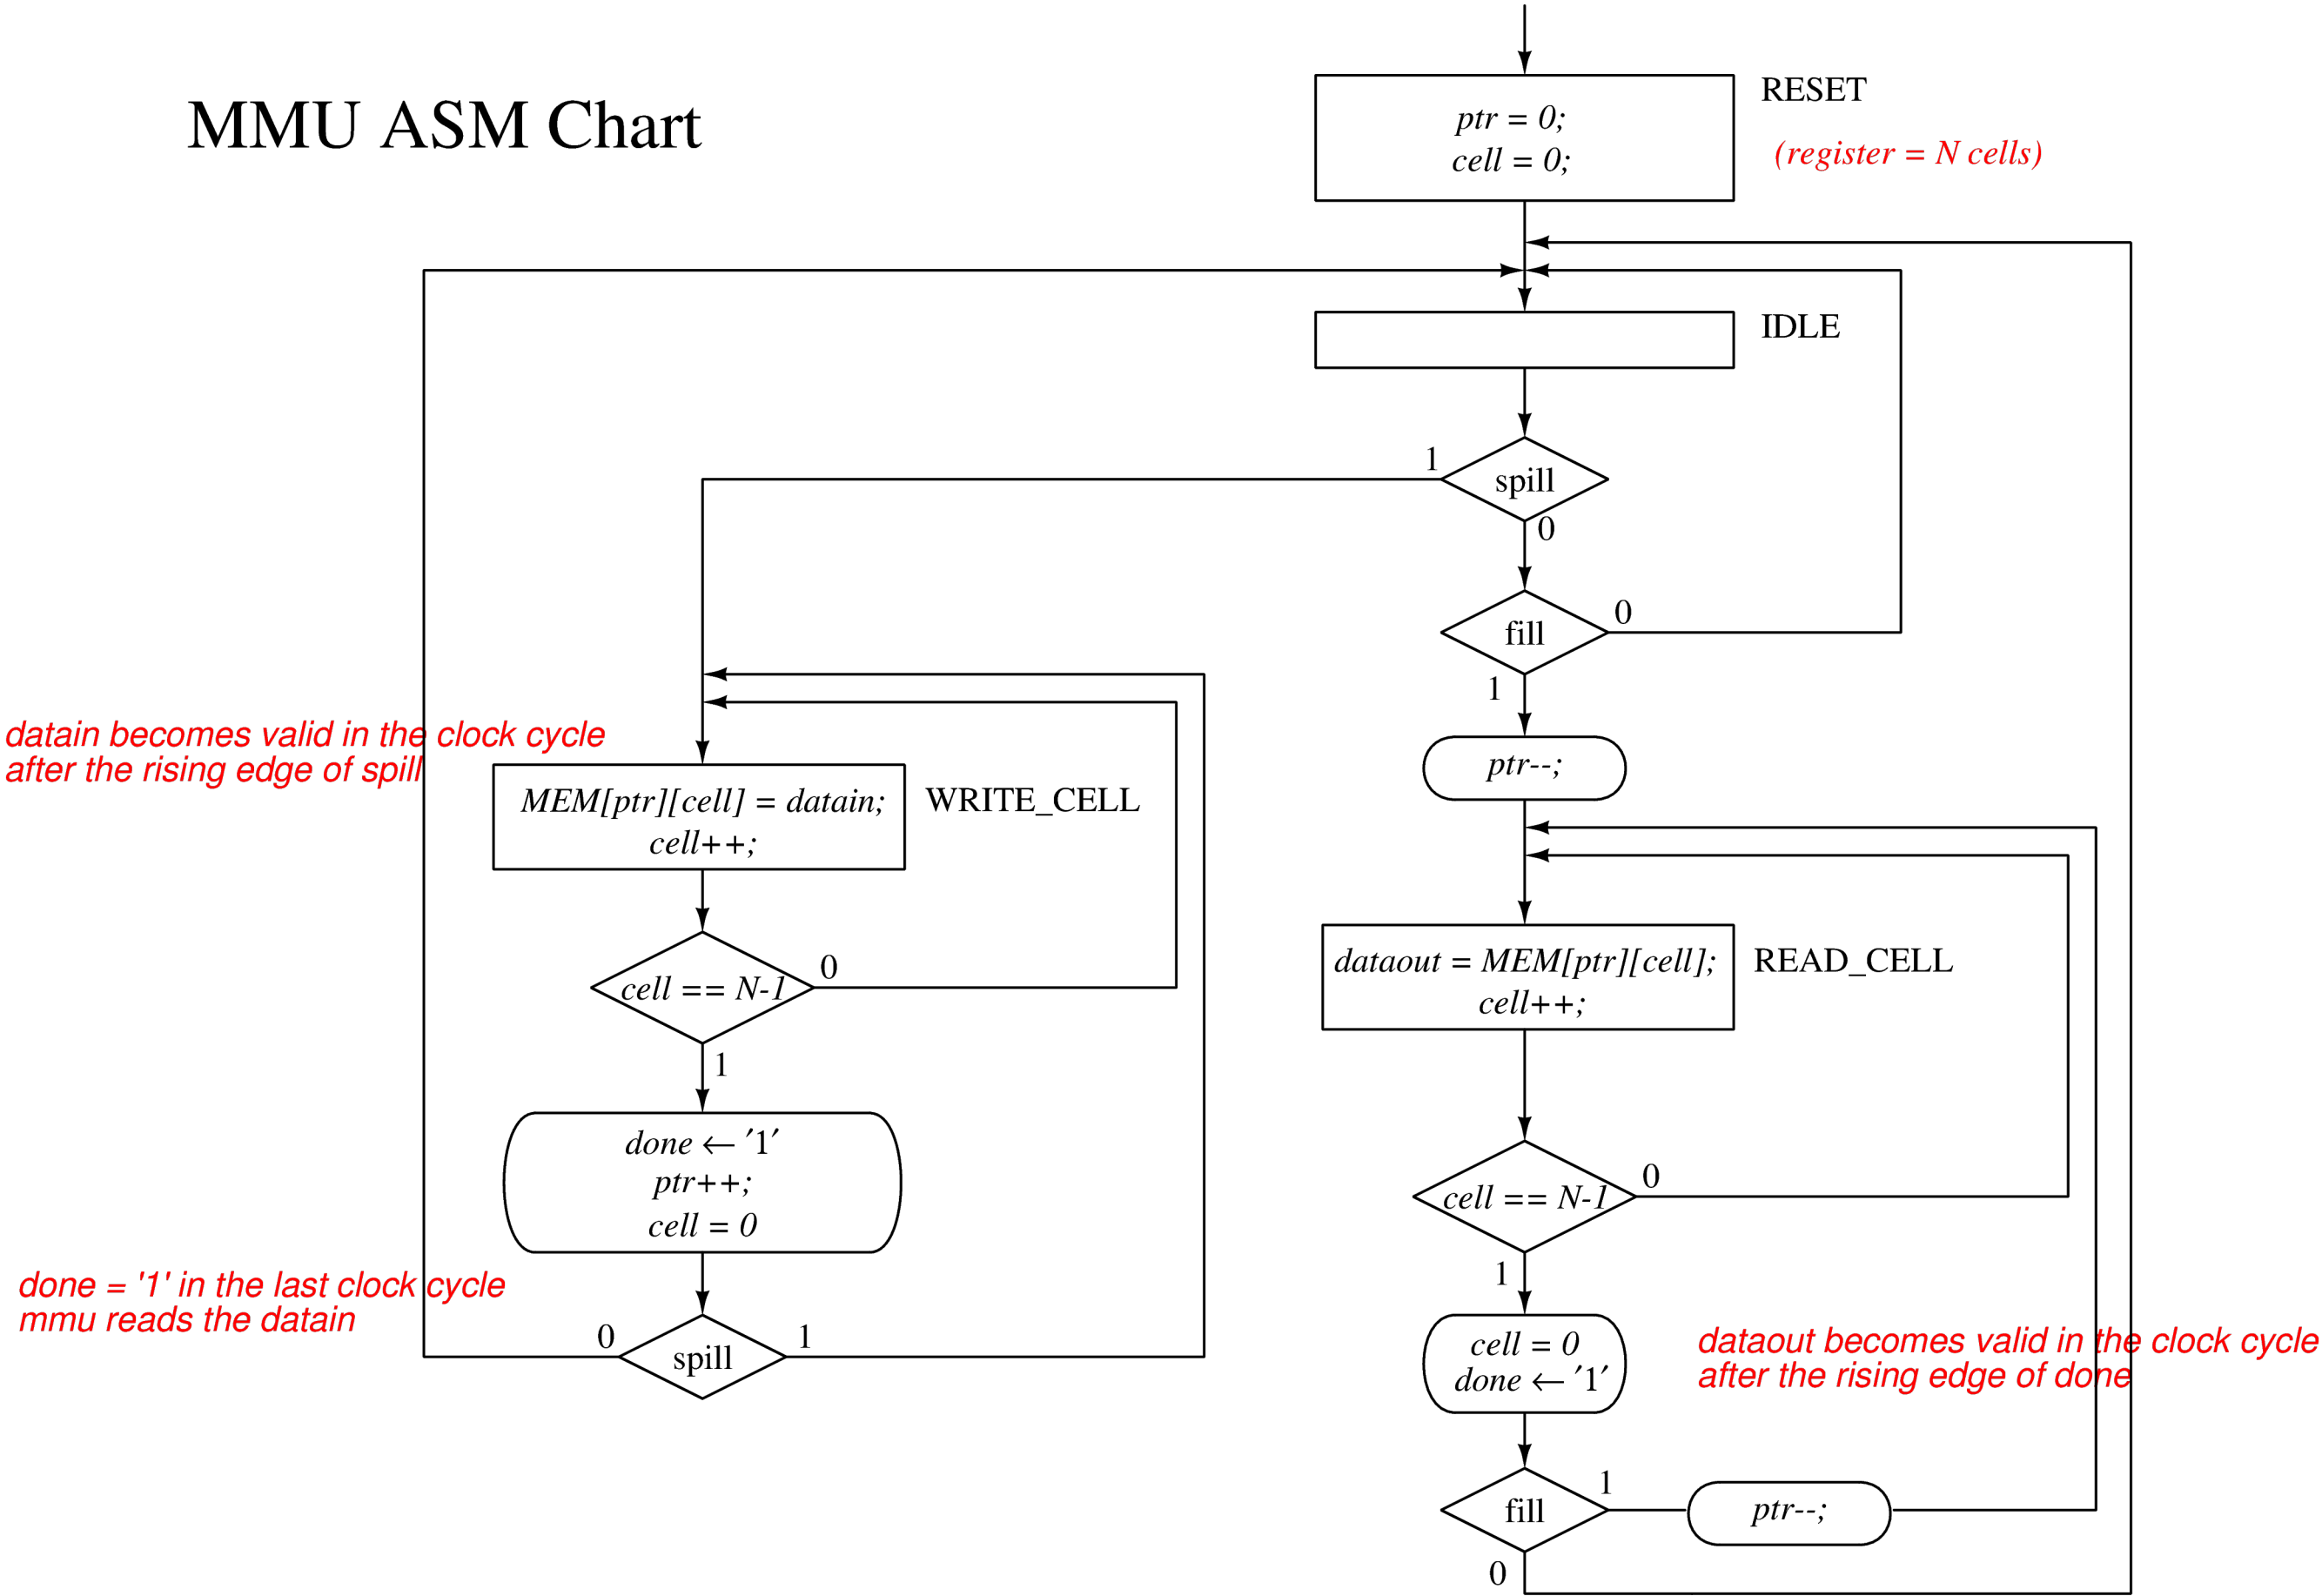 MMU ASM Chart
RESET
ptr = 0;
cell = 0;
(register = N cells)
IDLE
1
spill
0
fill
0
1
ptr--;
datain becomes valid in the clock cycle
after the rising edge of spill
MEM[ptr][cell] = datain;
cell++;
WRITE_CELL
cell == N-1
0
1
done ← '1'
ptr++;
cell = 0
done = '1' in the last clock cycle
mmu reads the datain
0
spill
1
dataout = MEM[ptr][cell];
cell++;
READ_CELL
cell == N-1
0
1
cell = 0
done ← '1'
dataout becomes valid in the clock cycle
after the rising edge of done
fill
1
ptr--;
0